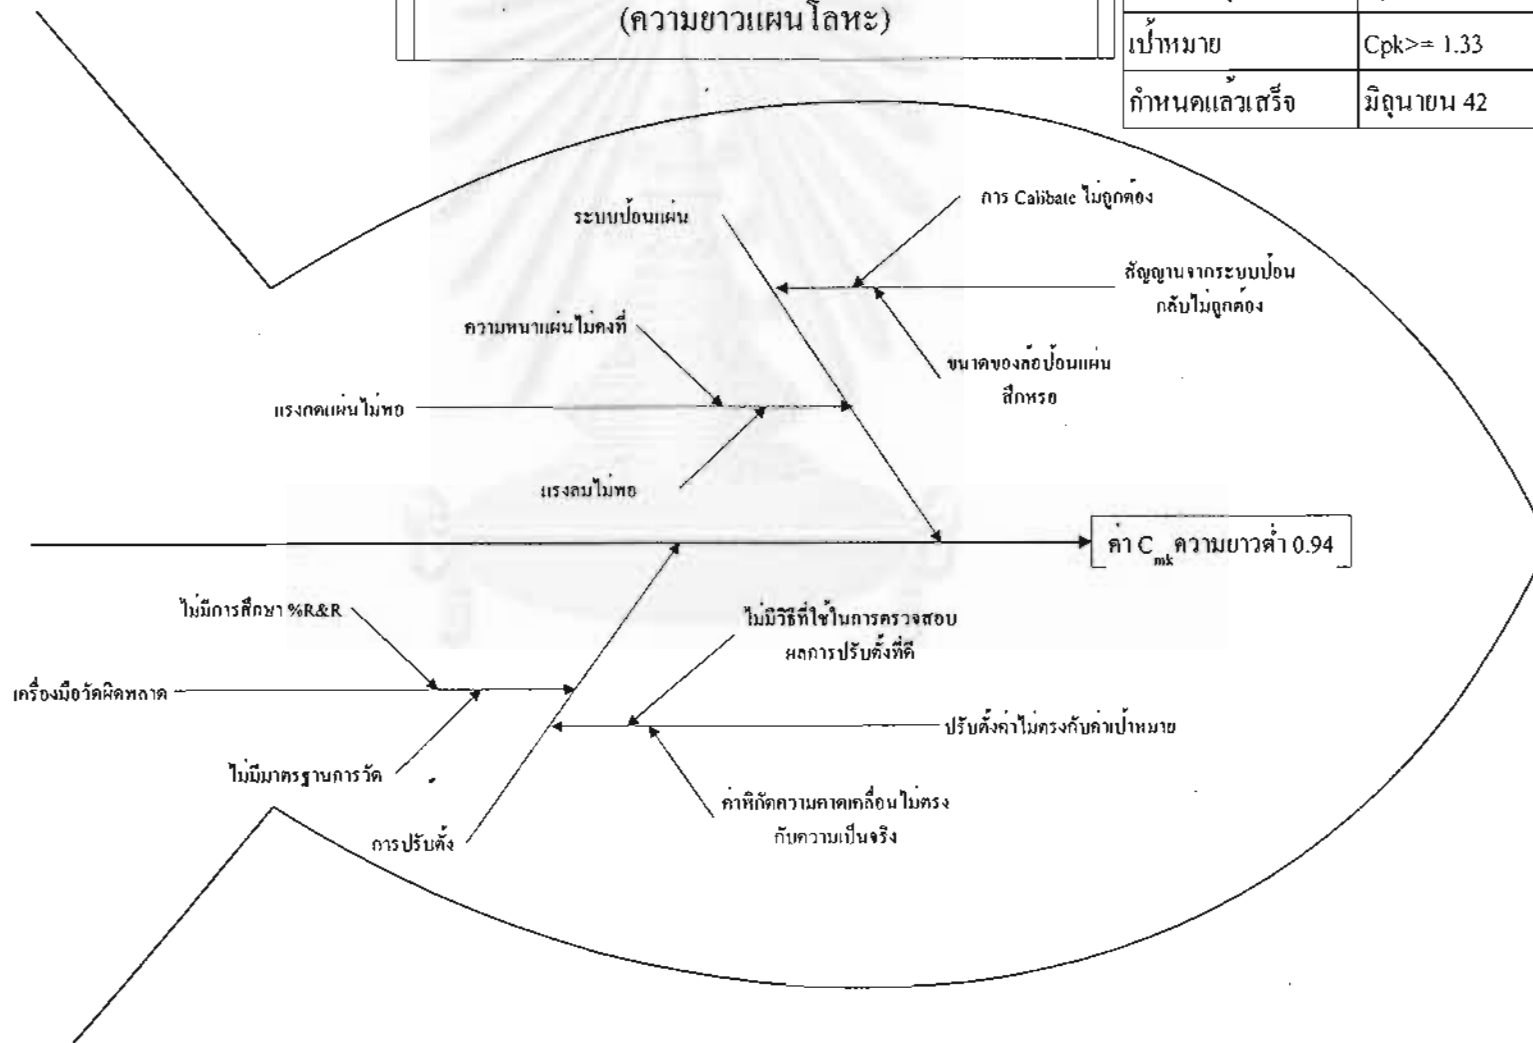 (ความยาวแผ่นโลหะ)
เป้าหมาย Cpk>= 1.33
กำหนดแล้วเสร็จ มิถุนายน 42
ระบบป้อนแผ่น
การ Calibate ไม่ถูกต้อง
สัญญานจากระบบป้อน
กลับไม่ถูกต้อง
ความหนาแผ่นไม่คงที่
ขนาดของล้อป้อนแผ่น
สึกหรอ
แรงกดแผ่นไม่พอ
แรงลมไม่พอ
ค่า Cmk ความยาวต่ำ 0.94
ไม่มีการศึกษา %R&R
ไม่มีวิธีที่ใช้ในการตรวจสอบ
ผลการปรับตั้งที่ดี
เครื่องมือวัดผิดพลาด
ปรับตั้งค่าไม่ตรงกับค่าเป้าหมาย
ไม่มีมาตรฐานการวัด
ค่าพิกัดความคาดเคลื่อนไม่ตรง
กับความเป็นจริง
การปรับตั้ง